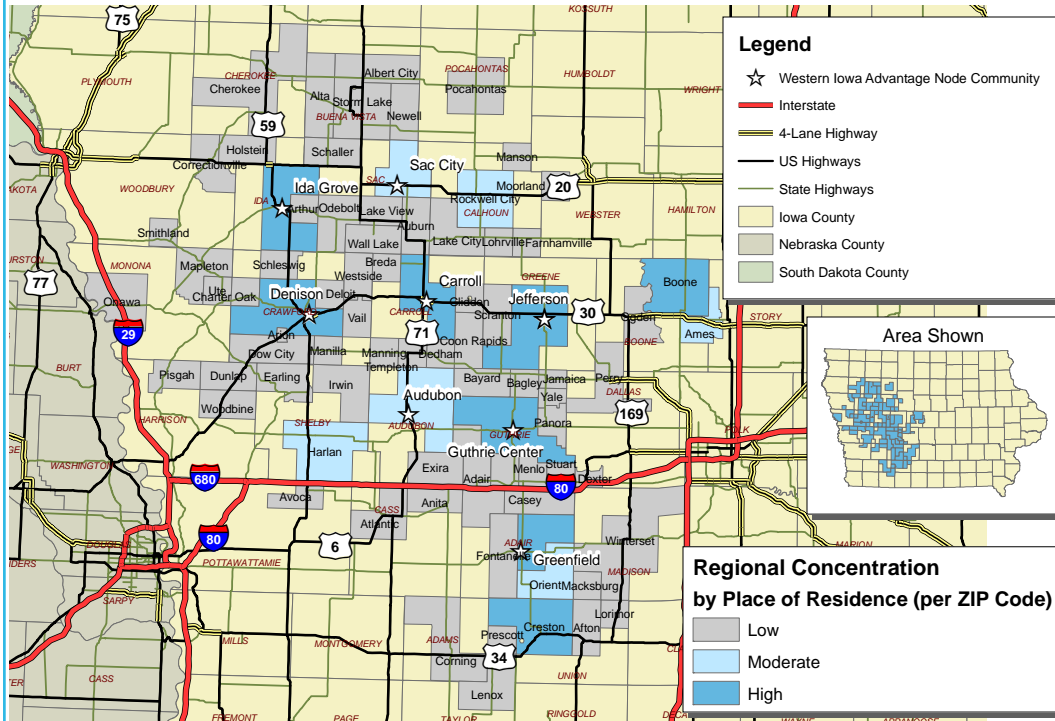 KOSSUTH
75
Legend
Western Iowa Advantage Node Community
Interstate
4-Lane Highway
US Highways
State Highways
Iowa County
Nebraska County
South Dakota County
PLYMOUTH
CHEROKEE
Cherokee
Albert City
POCAHONTAS
Pocahontas
HUMBOLDT
WRIGHT
Alta
Storm Lake
BUENA VISTA
Newell
59
Holstein
Schaller
Correctionville
Sac City
Manson
SAC
Moorland
20
AKOTA
WOODBURY
Ida Grove
IDA
Arthur
Odebolt
Lake View
Rockwell City
CALHOUN
WEBSTER
HAMILTON
Auburn
Smithland
Wall Lake
Lake City
Lohrville
Farnhamville
MONONA
Mapleton
Schleswig
Breda
Westside
GREENE
77
Ute
Charter Oak
Denison
Deloit
Carroll
Glidden
Jefferson
Boone
Onawa
CRAWFORD
Vail
CARROLL
Scranton
30
Ogden
STORY
29
71
BOONE
Ames
Area Shown
Arion
Coon Rapids
BURT
Dow City
Manilla
Manning
Dedham
Templeton
Pisgah
Dunlap
Earling
Irwin
Bayard
Bagley
Jamaica
Perry
DALLAS
Yale
Woodbine
Audubon
169
HARRISON
SHELBY
AUDUBON
Panora
GUTHRIE
POLK
WASHINGTON
Harlan
Guthrie Center
Exira
Menlo
Stuart
680
Adair
80
Dexter
Avoca
Anita
Casey
CASS
Atlantic
80
6
ADAIR
Winterset
DOUGLAS
Fontanelle
Greenfield
MARION
POTTAWATTAMIE
MADISON
Regional Concentration
by Place of Residence (per ZIP Code)
Low
Moderate
High
Orient
Macksburg
SARPY
Lorimor
MILLS
MONTGOMERY
ADAMS
Prescott
Creston
Afton
34
Corning
CASS
UNION
Lenox
FREMONT
PAGE
TAYLOR
RINGGOLD